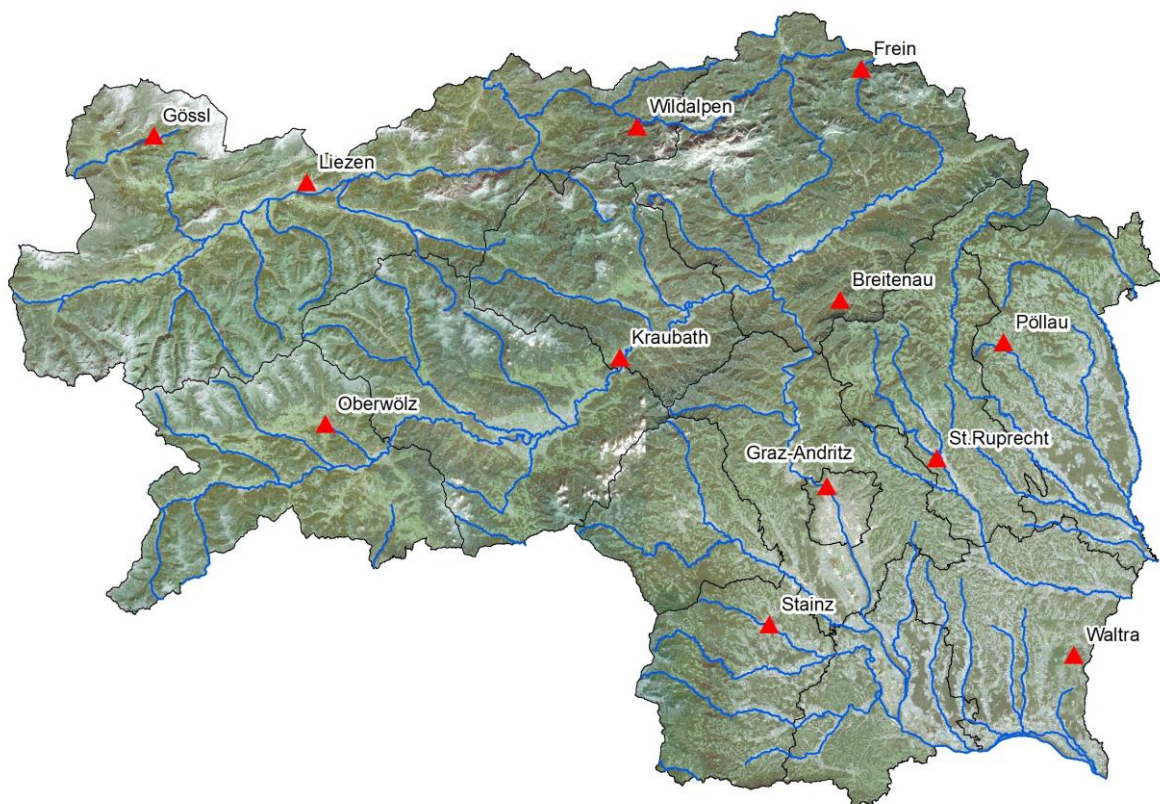 Frein
Wildalpen
Gössl
Liezen
Breitenau
Pöllau
Kraubath
Oberwölz
St.Ruprecht
Graz-Andritz
Stainz
Waltra